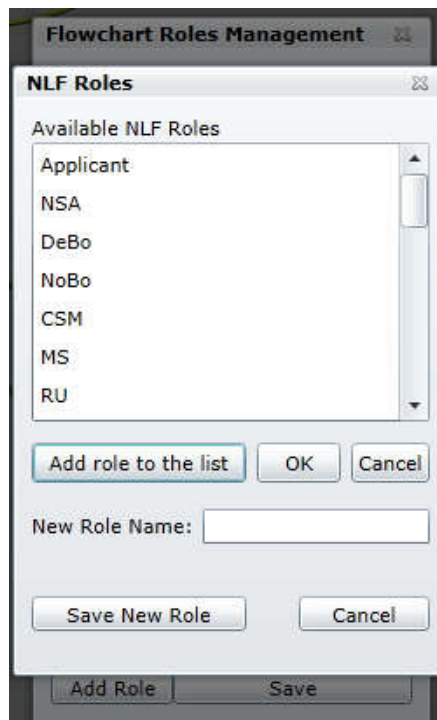 Flowchart Roles Management
NLF Roles
Available NLF Roles
Applicant
NSA
DeBo
NoBo
CSM
MS
RU
Add role to the list OK Cancel
New Role Name:
Save New Role Cancel
Add Role Save